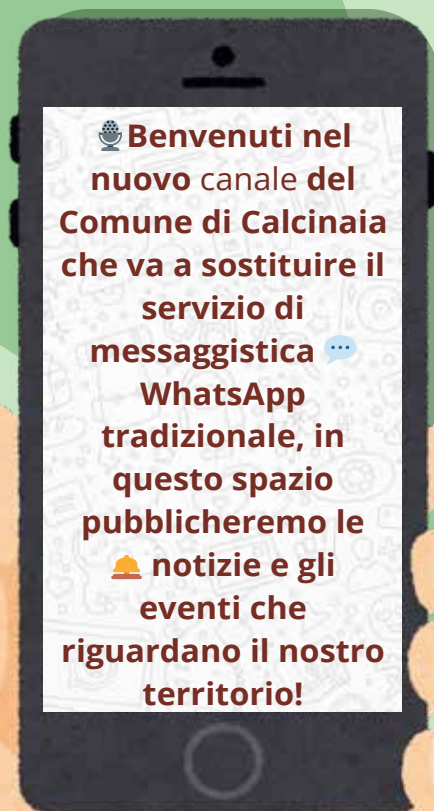 🎙️Benvenuti nel
nuovo canale del
Comune di Calcinaia
che va a sostituire il
servizio di
messaggistica 💬
WhatsApp
tradizionale, in
questo spazio
pubblicheremo le
🛎️ notizie e gli
eventi che
riguardano il nostro
territorio!